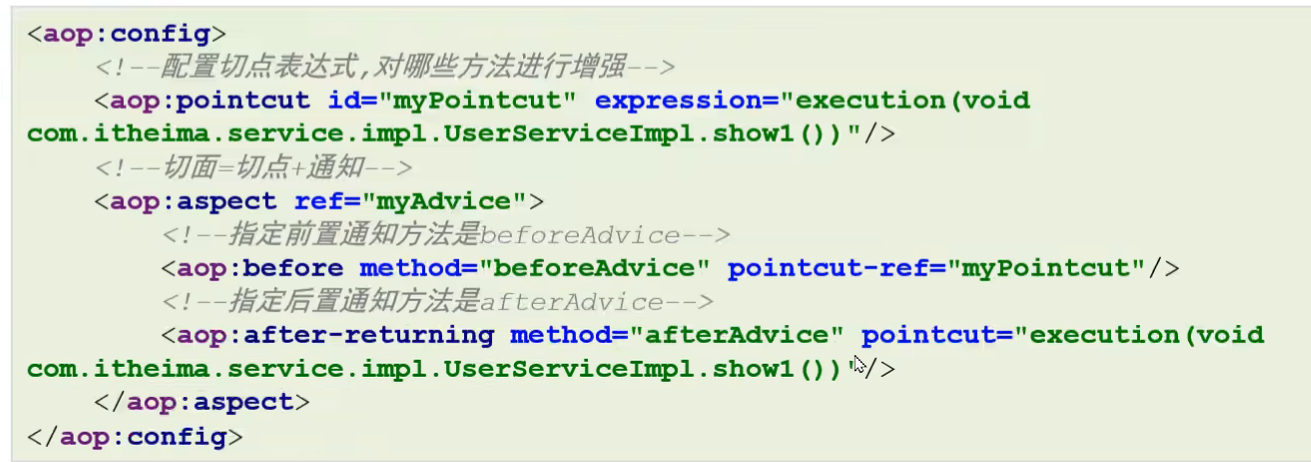 <aop:config>
<!--配置切点表达式,对哪些方法进行增强-->
<aop:pointcut id="myPointcut" expression="execution(void
com.itheima.service.impl.UserServiceImpl.show1())"/>
<!--切面=切点+通知-->
<aop:aspect ref="myAdvice">
<!--指定前置通知方法是beforeAdvice-->
<aop:before method="beforeAdvice" pointcut-ref="myPointcut"/>
<!--指定后置通知方法是afterAdvice-->
<aop:after-returning method="afterAdvice" pointcut="execution(void
com.itheima.service.impl.UserServiceImpl.show1())"/>
</aop:aspect>
</aop:config>